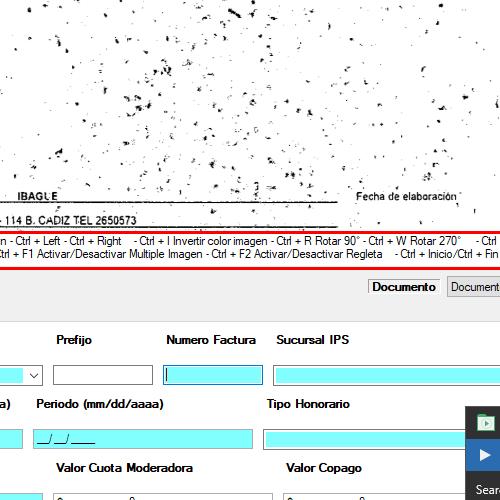 IBAGUE Fecha de elaboración
- 114 B. CADIZ TEL 2650573
n - Ctrl + Left - Ctrl + Right - Ctrl + I Invertir color imagen - Ctrl + R Rotar 90° - Ctrl + W Rotar 270° - Ctrl
Ctrl + F1 Activar/Desactivar Multiple Imagen - Ctrl + F2 Activar/Desactivar Regleta - Ctrl + Inicio/Ctrl + Fin
Documento Document
Prefijo Numero Factura Sucursal IPS
a) Periodo (mm/dd/aaaa) Tipo Honorario
__/__/____
Valor Cuota Moderadora Valor Copago
Sear